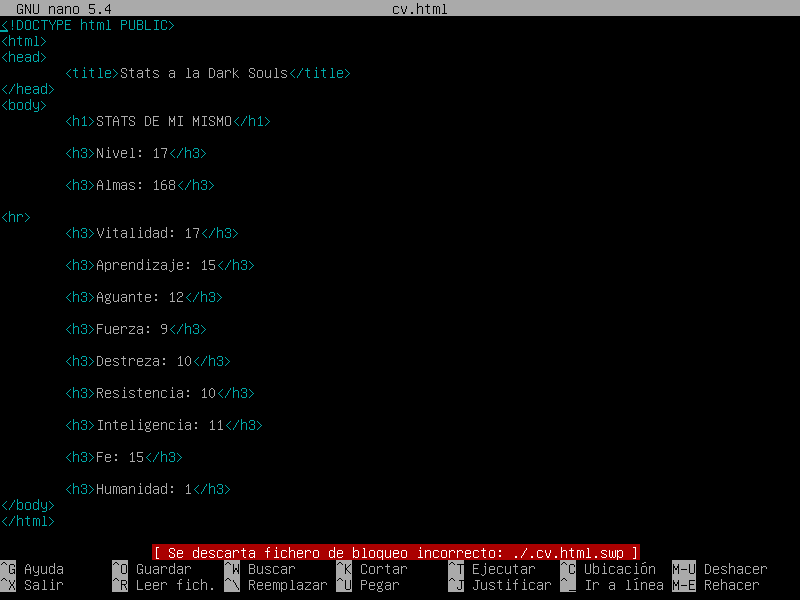 GNU nano 5.4 cv.html
<!DOCTYPE html PUBLIC>
<html>
<head>
<title>Stats a la Dark Souls</title>
</head>
<body>
<h1>STATS DE MI MISMO</h1>
<h3>Nivel: 17</h3>
<h3>Almas: 168</h3>
<hr>
<h3>Vitalidad: 17</h3>
<h3>Aprendizaje: 15</h3>
<h3>Aguante: 12</h3>
<h3>Fuerza: 9</h3>
<h3>Destreza: 10</h3>
<h3>Resistencia: 10</h3>
<h3>Inteligencia: 11</h3>
<h3>Fe: 15</h3>
<h3>Humanidad: 1</h3>
</body>
</html>
[ Se descarta fichero de bloqueo incorrecto: ./.cv.html.swp ]
^G Ayuda ^O Guardar ^W Buscar ^K Cortar ^T Ejecutar ^C Ubicación M-U Deshacer
^X Salir ^R Leer fich. ^\ Reemplazar ^U Pegar ^J Justificar ^_ Ir a línea M-E Rehacer